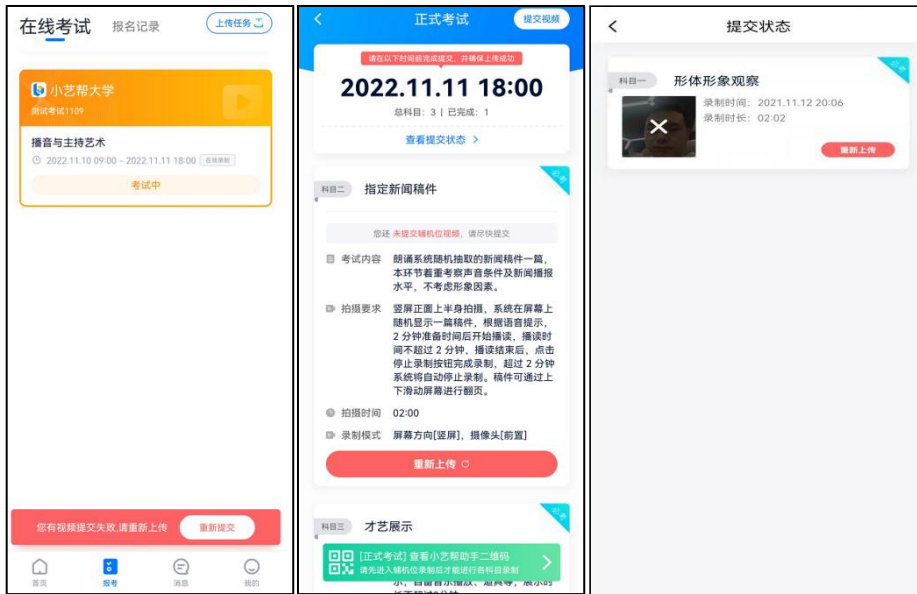 在线考试
报名记录
上传任务
小艺帮大学
测试考试1109
播音与主持艺术
2022.11.10 09:00 - 2022.11.11 18:00 在线录制
考试中
您有视频提交失败,请重新上传
重新提交
首页
报考
消息
我的
正式考试
提交视频
请在以下时间前完成提交，并确保上传成功
2022.11.11 18:00
总科目：3 | 已完成：1
查看提交状态 >
必考
科目二
指定新闻稿件
您还 未提交辅机位视频，请尽快提交
考试内容 朗诵系统随机抽取的新闻稿件一篇，
本环节着重考察声音条件及新闻播报
水平，不考虑形象因素。
拍摄要求 竖屏正面上半身拍摄，系统在屏幕上
随机显示一篇稿件，根据语音提示，
2 分钟准备时间后开始播读，播读时
间不超过 2 分钟，播读结束后，点击
停止录制按钮完成录制，超过 2 分钟
系统将自动停止录制。稿件可通过上
下滑动屏幕进行翻页。
拍摄时间 02:00
录制模式 屏幕方向[竖屏]，摄像头[前置]
重新上传
必考
科目三
才艺展示
[正式考试] 查看小艺帮助手二维码
请先进入辅机位录制后才能进行各科目录制
提交状态
必考
科目一
形体形象观察
录制时间：2021.11.12 20:06
录制时长：02:02
重新上传